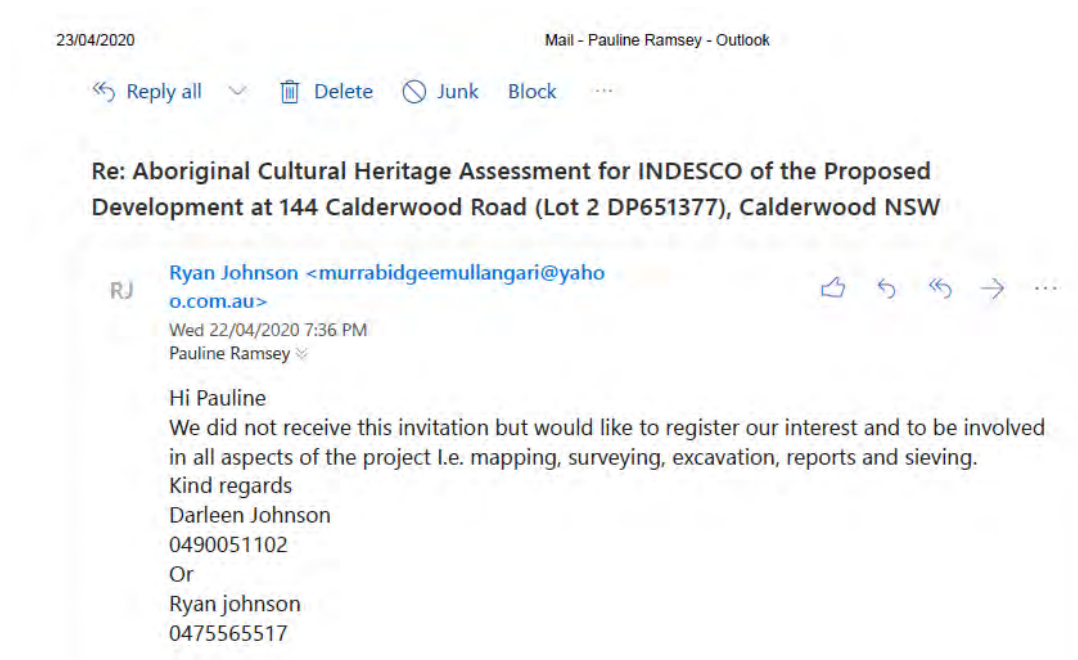 23/04/2020 Mail - Pauline Ramsey - Outlook
Reply all Delete Junk Block ...
Re: Aboriginal Cultural Heritage Assessment for INDESCO of the Proposed
Development at 144 Calderwood Road (Lot 2 DP651377), Calderwood NSW
RJ
Ryan Johnson <murrabidgeemullangari@yaho
o.com.au>
Wed 22/04/2020 7:36 PM
Pauline Ramsey
Hi Pauline
We did not receive this invitation but would like to register our interest and to be involved
in all aspects of the project I.e. mapping, surveying, excavation, reports and sieving.
Kind regards
Darleen Johnson
0490051102
Or
Ryan johnson
0475565517